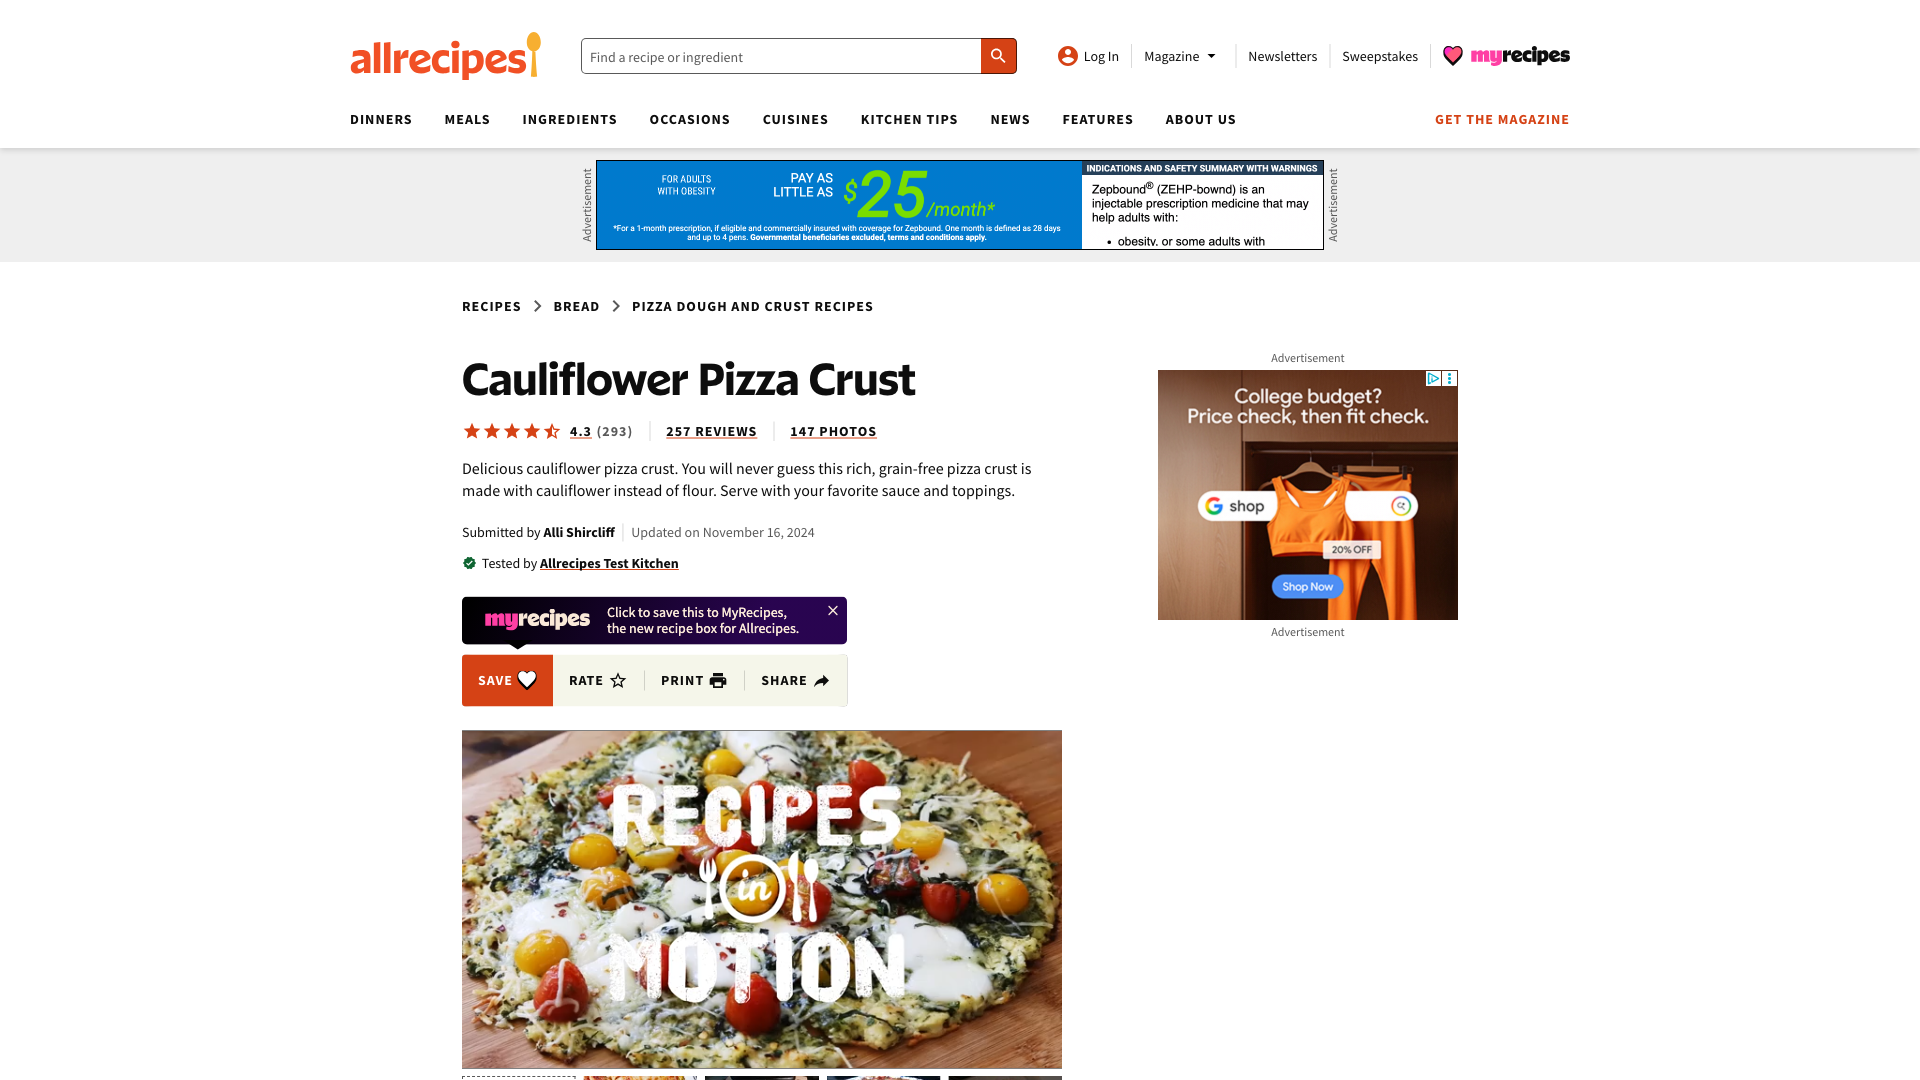 allrecipes
Find a recipe or ingredient
Log In
Magazine
Newsletters
Sweepstakes
myrecipes
DINNERS
MEALS
INGREDIENTS
OCCASIONS
CUISINES
KITCHEN TIPS
NEWS
FEATURES
ABOUT US
GET THE MAGAZINE
Advertisement
FOR ADULTS
WITH OBESITY
PAY AS
LITTLE AS
$25/month*
*For a 1-month prescription, if eligible and commercially insured with coverage for Zepbound. One month is defined as 28 days
and up to 4 pens. Governmental beneficiaries excluded, terms and conditions apply.
INDICATIONS AND SAFETY SUMMARY WITH WARNINGS
Zepbound® (ZEHP-bownd) is an
injectable prescription medicine that may
help adults with:
• obesity, or some adults with
Advertisement
RECIPES > BREAD > PIZZA DOUGH AND CRUST RECIPES
Cauliflower Pizza Crust
4.3 (293)
257 REVIEWS
147 PHOTOS
Delicious cauliflower pizza crust. You will never guess this rich, grain-free pizza crust is
made with cauliflower instead of flour. Serve with your favorite sauce and toppings.
Submitted by Alli Shircliff
Updated on November 16, 2024
Tested by Allrecipes Test Kitchen
myrecipes
Click to save this to MyRecipes,
the new recipe box for Allrecipes.
SAVE
RATE
PRINT
SHARE
RECIPES
in
MOTION
Advertisement
College budget?
Price check, then fit check.
G shop
20% OFF
Shop Now
Advertisement